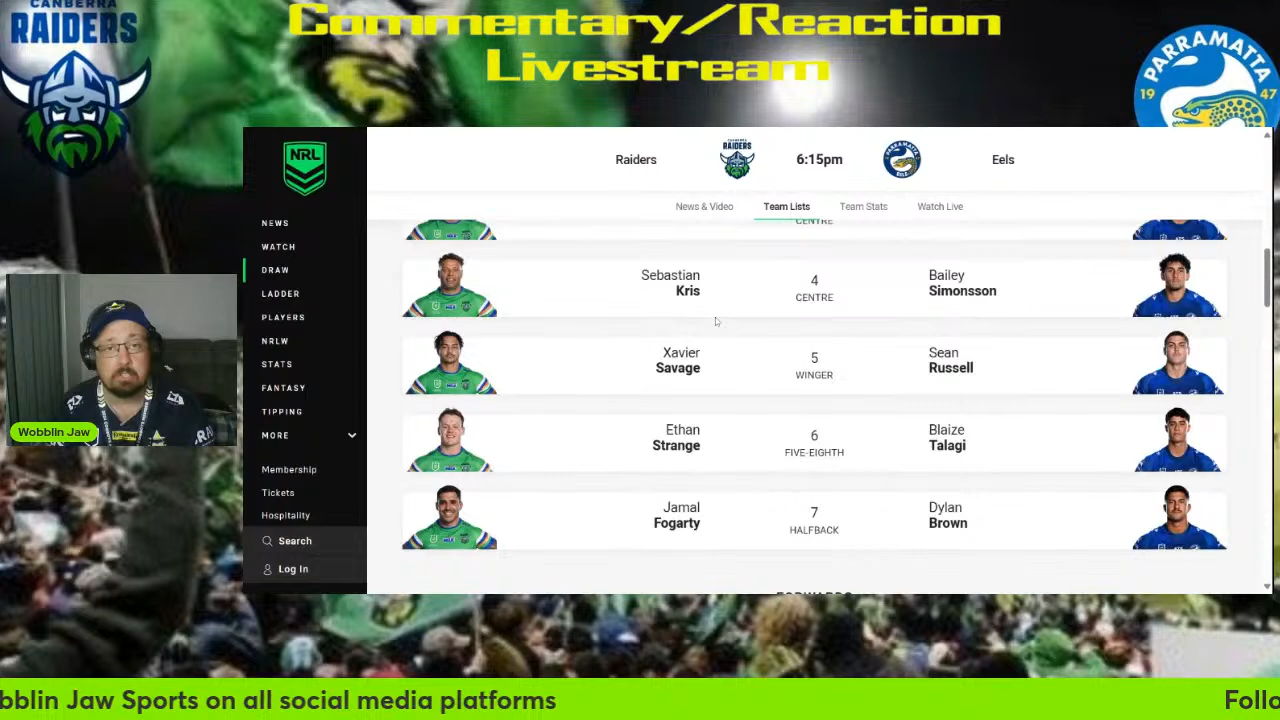 CANBERRA
RAIDERS
Commentary/Reaction
Livestream
PARRAMATTA
19 47
NRL
Raiders
RAIDERS
6:15pm
Eels
News & Video
Team Lists
Team Stats
Watch Live
CENTRE
NEWS
WATCH
DRAW
LADDER
PLAYERS
NRLW
STATS
FANTASY
TIPPING
MORE
Membership
Tickets
Hospitality
Search
Log In
Sebastian
Kris
4
CENTRE
Bailey
Simonsson
Xavier
Savage
5
WINGER
Sean
Russell
Ethan
Strange
6
FIVE-EIGHTH
Blaize
Talagi
Jamal
Fogarty
7
HALFBACK
Dylan
Brown
FORWARDS
Wobblin Jaw
bblin Jaw Sports on all social media platforms
Follo